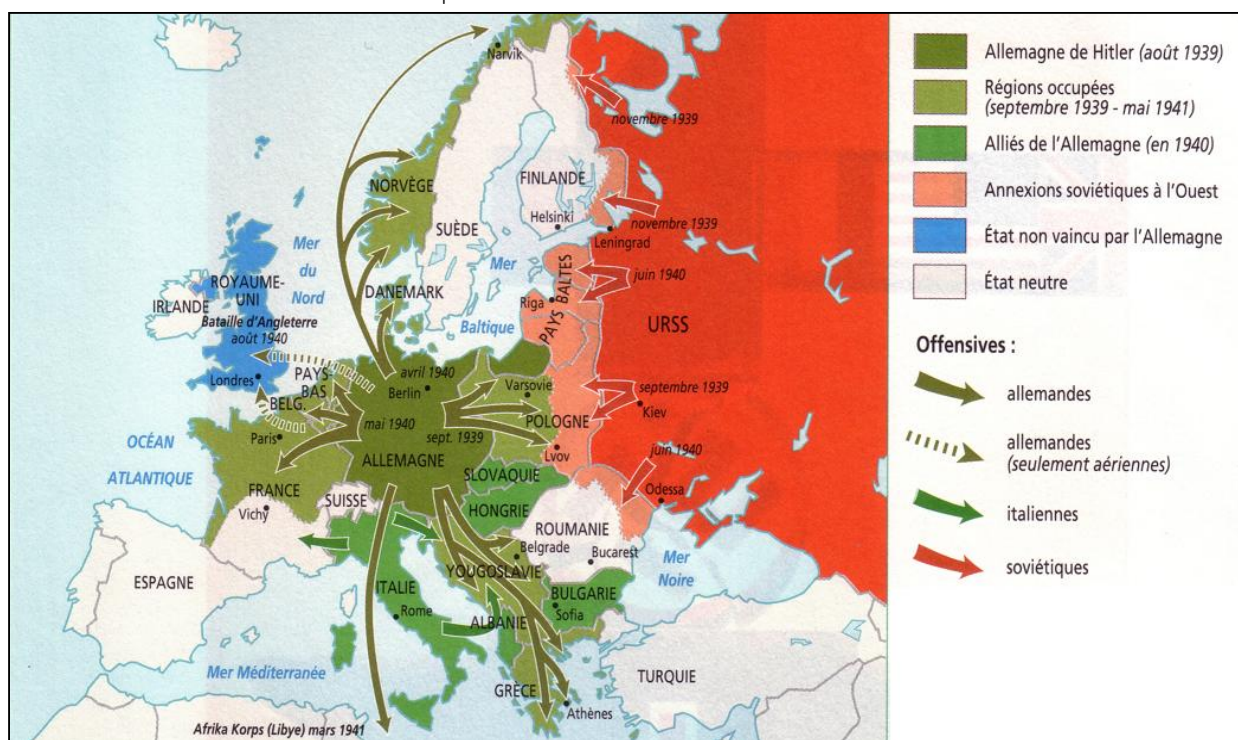 Narvik
novembre 1939
NORVÈGE
FINLANDE
SUÈDE
Helsinki
novembre 1939
Leningrad
Mer
du
Nord
ROYAUME-
UNI
IRLANDE
Bataille d'Angleterre
août 1940
DANEMARK
Mer
Baltique
PAYS BALTES
juin 1940
Riga
URSS
Londres
PAYS
BAS
BELG.
avril 1940
Berlin
Varsovie
septembre 1939
POLOGNE
Kiev
mai 1940
sept. 1939
Lvov
Paris
OCÉAN
ATLANTIQUE
ALLEMAGNE
juin 1940
SLOVAQUIE
FRANCE
SUISSE
Vichy
HONGRIE
Odessa
ROUMANIE
Belgrade
Bucarest
Mer
Noire
ESPAGNE
YOUGOSLAVIE
ITALIE
BULGARIE
Rome
Sofia
ALBANIE
Mer Méditerranée
GRÈCE
TURQUIE
Athènes
Afrika Korps (Libye) mars 1941
Allemagne de Hitler (août 1939)
Régions occupées
(septembre 1939 - mai 1941)
Alliés de l'Allemagne (en 1940)
Annexions soviétiques à l'Ouest
État non vaincu par l'Allemagne
État neutre
Offensives :
allemandes
allemandes
(seulement aériennes)
italiennes
soviétiques